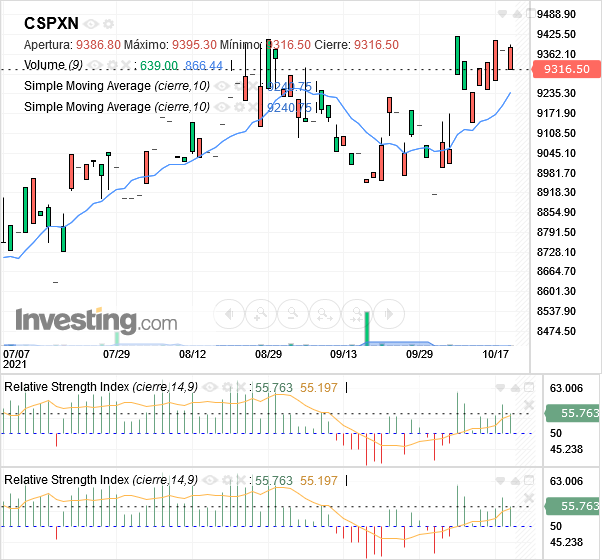 CSPXN
Apertura: 9386.80 Máximo: 9395.30 Mínimo: 9316.50 Cierre: 9316.50
Volume (9) : 639.00 866.44
Simple Moving Average (cierre,10) : 9240.75
Simple Moving Average (cierre,10) : 9240.75
9488.90
9425.50
9362.10
9316.50
9235.30
9171.90
9108.50
9045.10
8981.70
8918.30
8854.90
8791.50
8728.10
8664.70
8601.30
8537.90
8474.50
Investing.com
07/07 07/29 08/12 08/29 09/13 09/29 10/17
2021
Relative Strength Index (cierre,14,9) : 55.763 55.197
63.006
55.763
50
45.238
Relative Strength Index (cierre,14,9) : 55.763 55.197
63.006
55.763
50
45.238